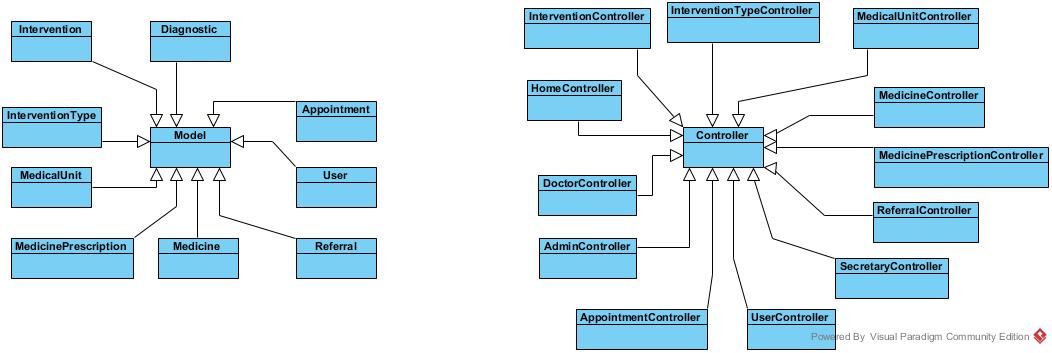 Intervention
Diagnostic
InterventionType
Model
Appointment
MedicalUnit
User
MedicinePrescription
Medicine
Referral
InterventionController
InterventionTypeController
MedicalUnitController
HomeController
MedicineController
Controller
MedicinePrescriptionController
DoctorController
ReferralController
AdminController
SecretaryController
AppointmentController
UserController
Powered By Visual Paradigm Community Edition